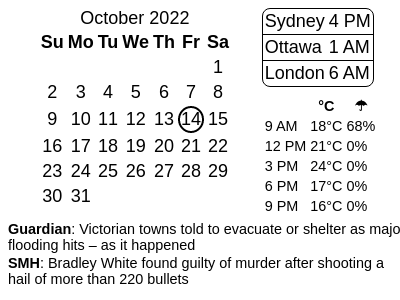 October 2022
Su Mo Tu We Th Fr Sa
1
2 3 4 5 6 7 8
9 10 11 12 13 14 15
16 17 18 19 20 21 22
23 24 25 26 27 28 29
30 31
Sydney 4 PM
Ottawa 1 AM
London 6 AM
°C ☂
9 AM 18°C 68%
12 PM 21°C 0%
3 PM 24°C 0%
6 PM 17°C 0%
9 PM 16°C 0%
Guardian: Victorian towns told to evacuate or shelter as majo
flooding hits – as it happened
SMH: Bradley White found guilty of murder after shooting a
hail of more than 220 bullets